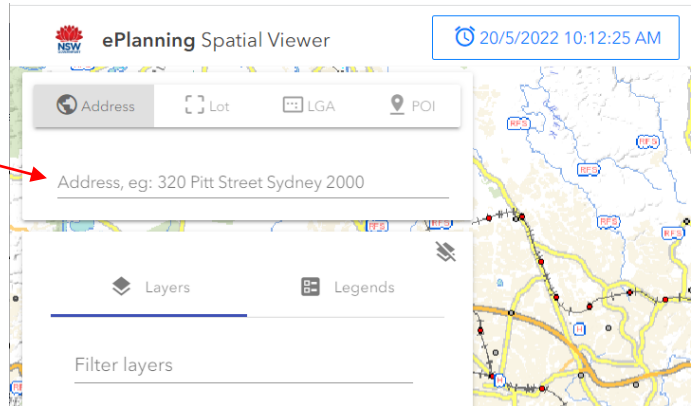 NSW
ePlanning Spatial Viewer
20/5/2022 10:12:25 AM
Address
Lot
LGA
POI
Address, eg: 320 Pitt Street Sydney 2000
Layers
Legends
Filter layers
RFS
RFS
RFS
RFS
RFS
RFS
RFS
H
H